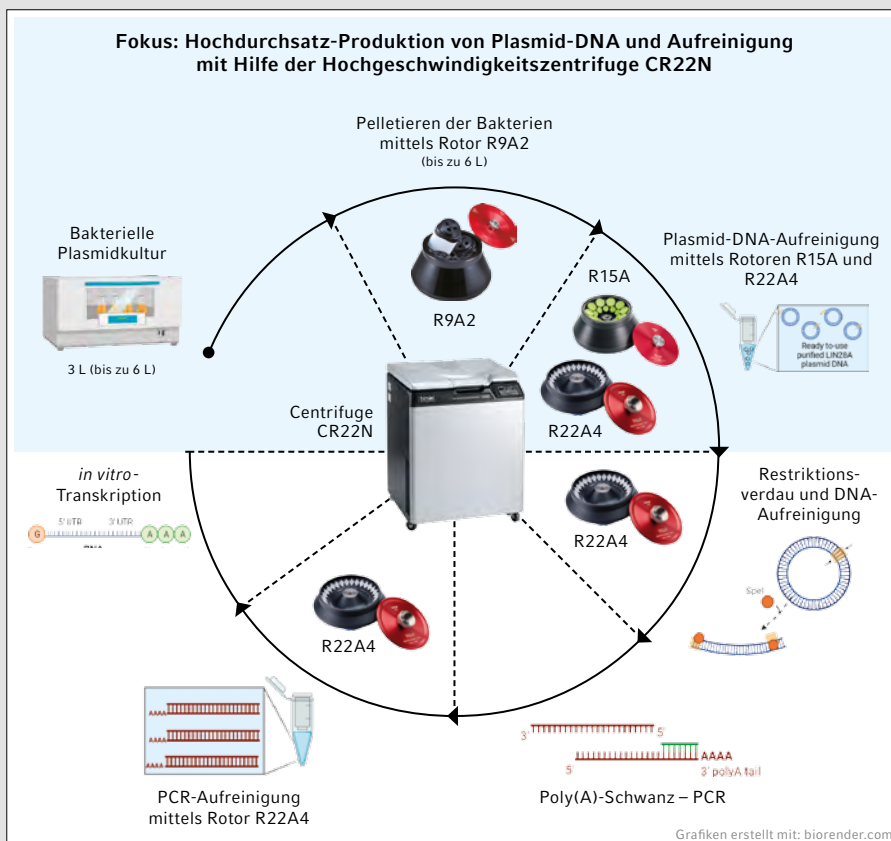 Fokus: Hochdurchsatz-Produktion von Plasmid-DNA und Aufreinigung
mit Hilfe der Hochgeschwindigkeitszentrifuge CR22N
Pelletieren der Bakterien
mittels Rotor R9A2
(bis zu 6 L)
Bakterielle
Plasmidkultur
3 L (bis zu 6 L)
R9A2
R15A
R22A4
Plasmid-DNA-Aufreinigung
mittels Rotoren R15A und
R22A4
Ready to-use
purified LIN28A
plasmid DNA
Centrifuge
CR22N
in vitro-
Transkription
G
5' UTR
3' UTR
A A A
R22A4
Restriktions-
verdau und DNA-
Aufreinigung
SpeI
R22A4
3'
5'
5'
AAAA
3' polyA tail
Poly(A)-Schwanz – PCR
AAAA
AAAA
AAAA
PCR-Aufreinigung
mittels Rotor R22A4
Grafiken erstellt mit: biorender.com